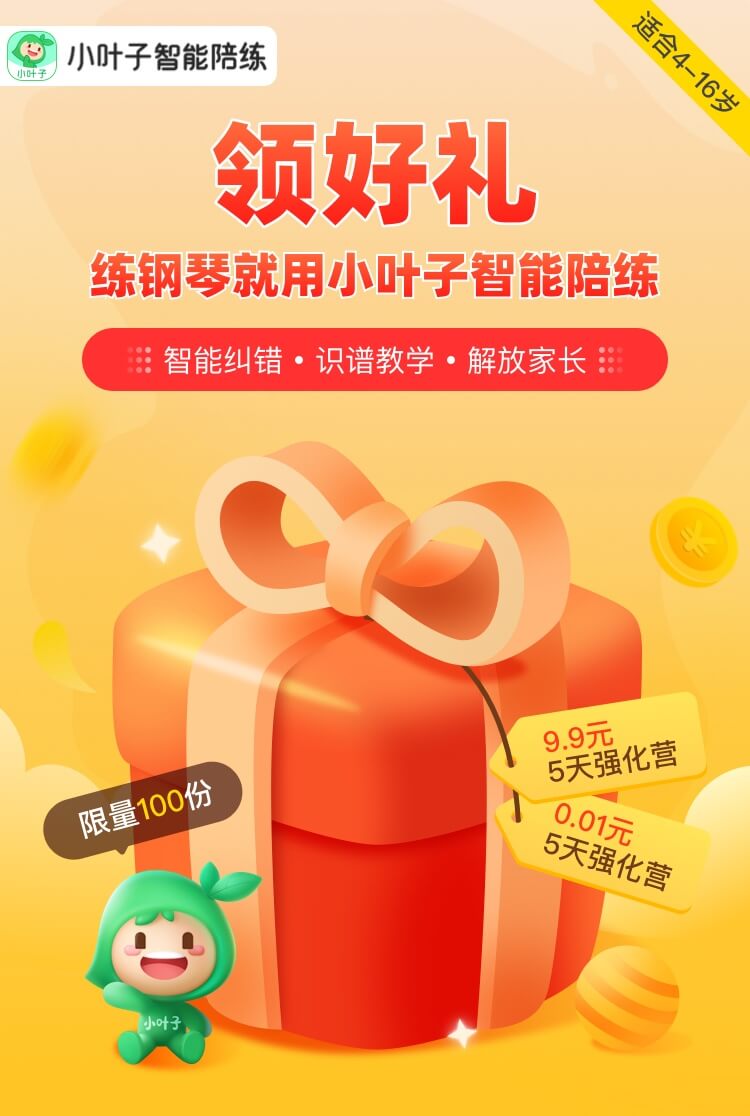 小叶子
小叶子智能陪练
适合4-16岁
领好礼
练钢琴就用小叶子智能陪练
智能纠错•识谱教学•解放家长
9.9元
5天强化营
0.01元
5天强化营
限量100份
小叶子